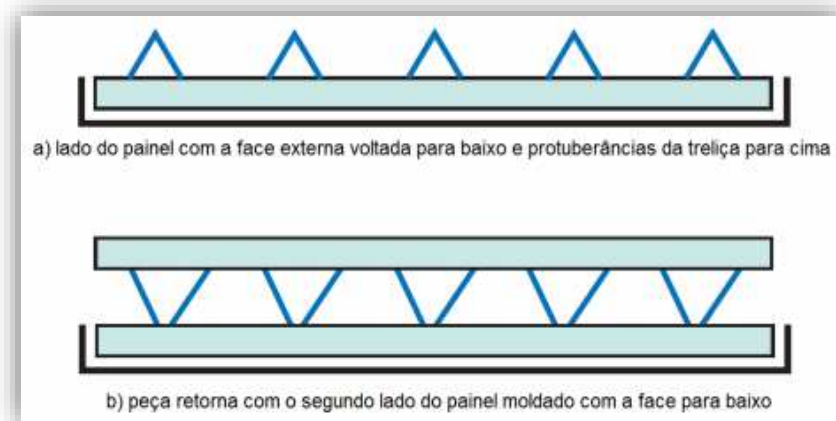 a) lado do painel com a face externa voltada para baixo e protuberâncias da treliça para cima
b) peça retorna com o segundo lado do painel moldado com a face para baixo